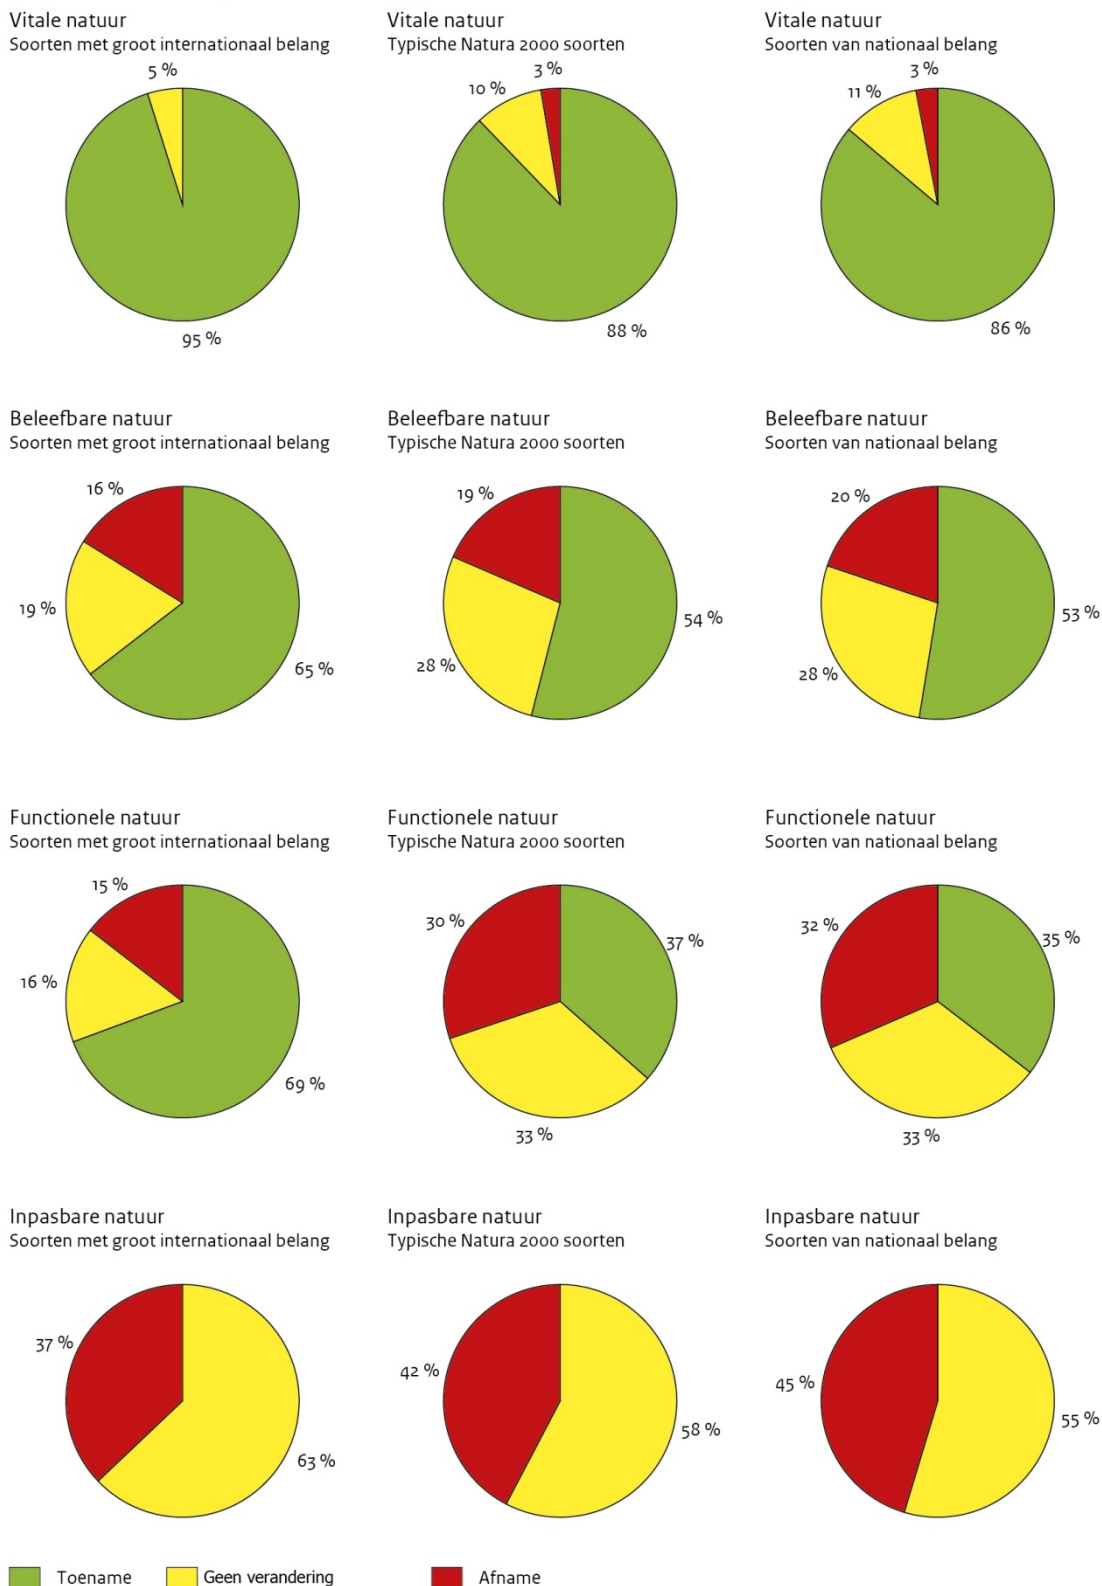 Vitale natuur
Soorten met groot internationaal belang
5 %
95 %
Vitale natuur
Typische Natura 2000 soorten
3 %
10 %
88 %
Vitale natuur
Soorten van nationaal belang
3 %
11 %
86 %
Beleefbare natuur
Soorten met groot internationaal belang
16 %
19 %
65 %
Beleefbare natuur
Typische Natura 2000 soorten
19 %
54 %
28 %
Beleefbare natuur
Soorten van nationaal belang
20 %
53 %
28 %
Functionele natuur
Soorten met groot internationaal belang
15 %
16 %
69 %
Functionele natuur
Typische Natura 2000 soorten
30 %
37 %
33 %
Functionele natuur
Soorten van nationaal belang
32 %
35 %
33 %
Inpasbare natuur
Soorten met groot internationaal belang
37 %
63 %
Inpasbare natuur
Typische Natura 2000 soorten
42 %
58 %
Inpasbare natuur
Soorten van nationaal belang
45 %
55 %
Toename Geen verandering Afname